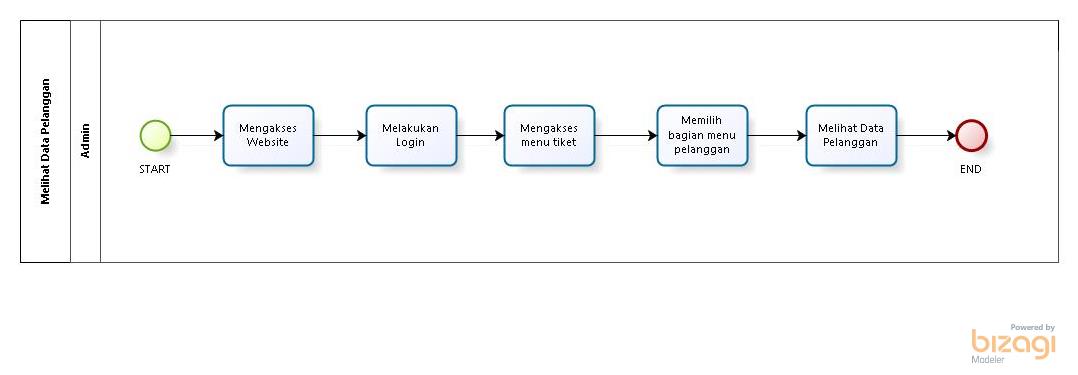 Melihat Data Pelanggan
Admin
START
Mengakses
Website
Melakukan
Login
Mengakses
menu tiket
Memilih
bagian menu
pelanggan
Melihat Data
Pelanggan
END
Powered by
bizagi
Modeler